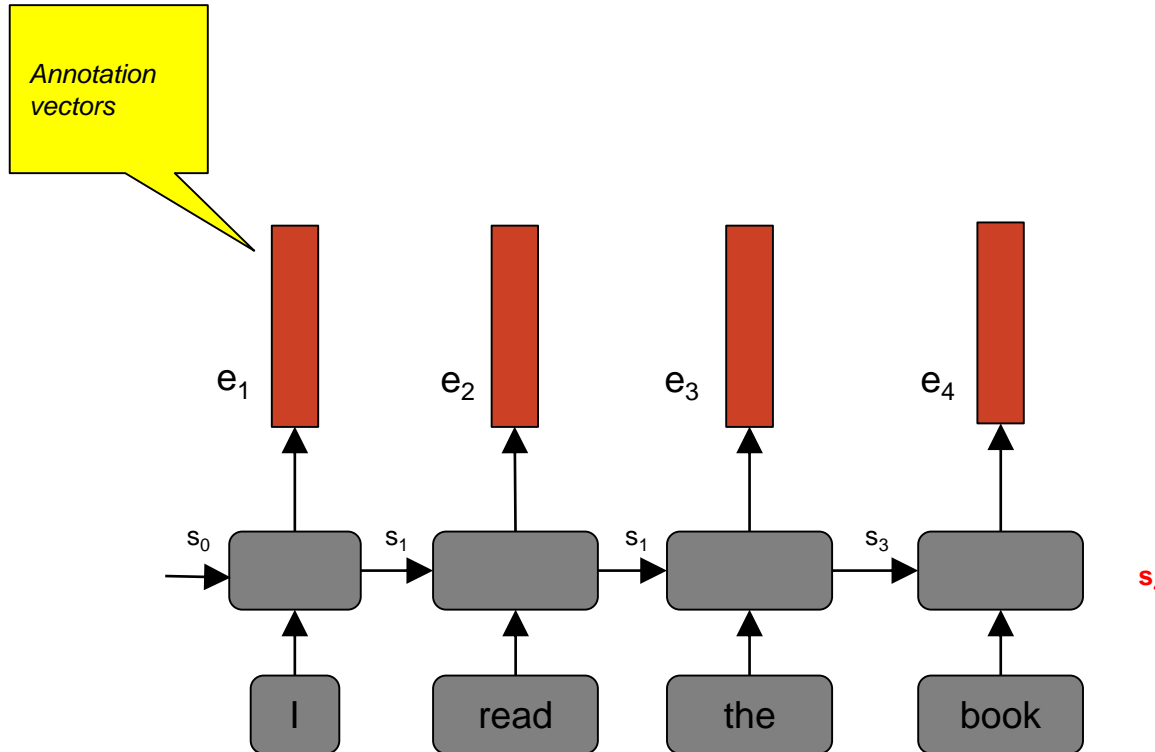 Annotation
vectors
e₁ e₂ e₃ e₄
s₀ s₁ s₁ s₃ s
I read the book